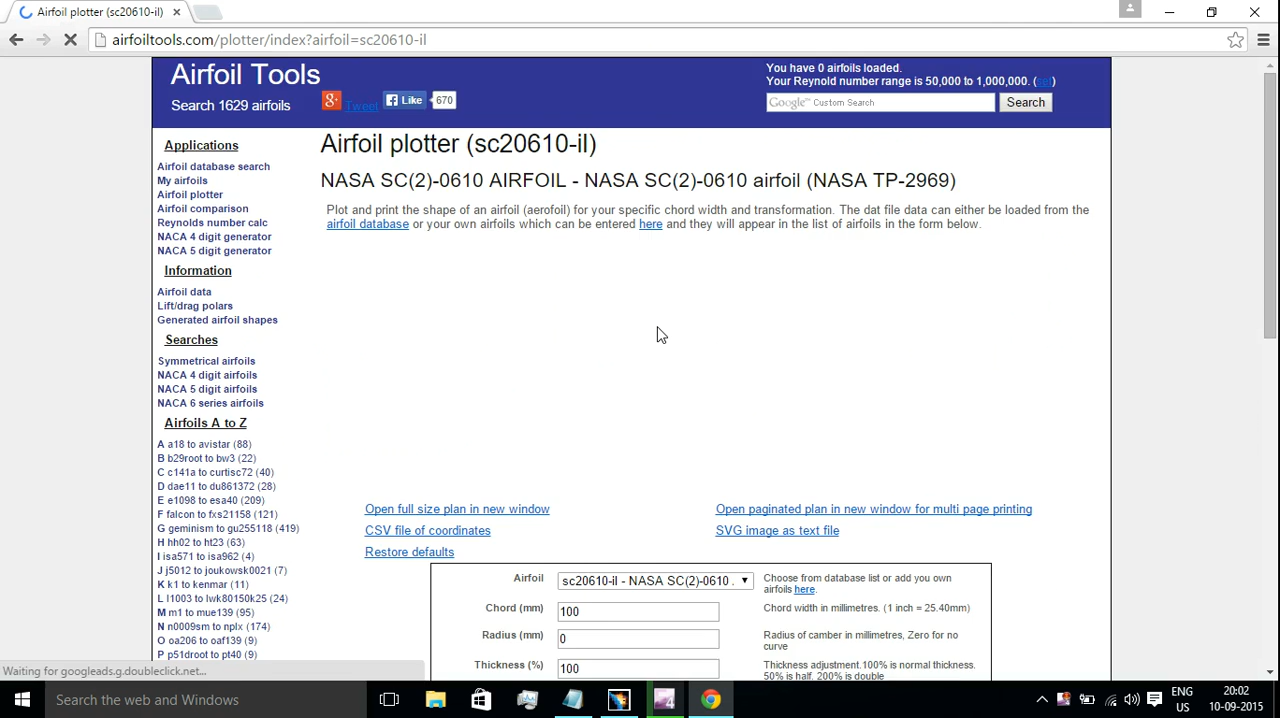 Airfoil plotter (sc20610-il)
airfoiltools.com/plotter/index?airfoil=sc20610-il
Airfoil Tools
Search 1629 airfoils
Tweet
Like
670
You have 0 airfoils loaded.
Your Reynold number range is 50,000 to 1,000,000. (set)
Google™ Custom Search
Search
Applications
Airfoil database search
My airfoils
Airfoil plotter
Airfoil comparison
Reynolds number calc
NACA 4 digit generator
NACA 5 digit generator
Information
Airfoil data
Lift/drag polars
Generated airfoil shapes
Searches
Symmetrical airfoils
NACA 4 digit airfoils
NACA 5 digit airfoils
NACA 6 series airfoils
Airfoils A to Z
A a18 to avistar (88)
B b29root to bw3 (22)
C c141a to curtisc72 (40)
D dae11 to du861372 (28)
E e1098 to esa40 (209)
F falcon to fxs21158 (121)
G geminism to gu255118 (419)
H hh02 to ht23 (63)
I isa571 to isa962 (4)
J j5012 to joukowsk0021 (7)
K k1 to kenmar (11)
L l1003 to lwk80150k25 (24)
M m1 to mue139 (95)
N n0009sm to nplx (174)
O oa206 to oaf139 (9)
P p51droot to pt40 (9)
Airfoil plotter (sc20610-il)
NASA SC(2)-0610 AIRFOIL - NASA SC(2)-0610 airfoil (NASA TP-2969)
Plot and print the shape of an airfoil (aerofoil) for your specific chord width and transformation. The dat file data can either be loaded from the
airfoil database or your own airfoils which can be entered here and they will appear in the list of airfoils in the form below.
Open full size plan in new window
Open paginated plan in new window for multi page printing
CSV file of coordinates
SVG image as text file
Restore defaults
Airfoil
sc20610-il - NASA SC(2)-0610 .
Choose from database list or add you own
airfoils here.
Chord (mm)
100
Chord width in millimetres. (1 inch = 25.40mm)
Radius (mm)
0
Radius of camber in millimetres, Zero for no
curve
Thickness (%)
100
Thickness adjustment.100% is normal thickness.
50% is half, 200% is double
Waiting for googleads.g.doubleclick.net...
Search the web and Windows
ENG
US
20:02
10-09-2015